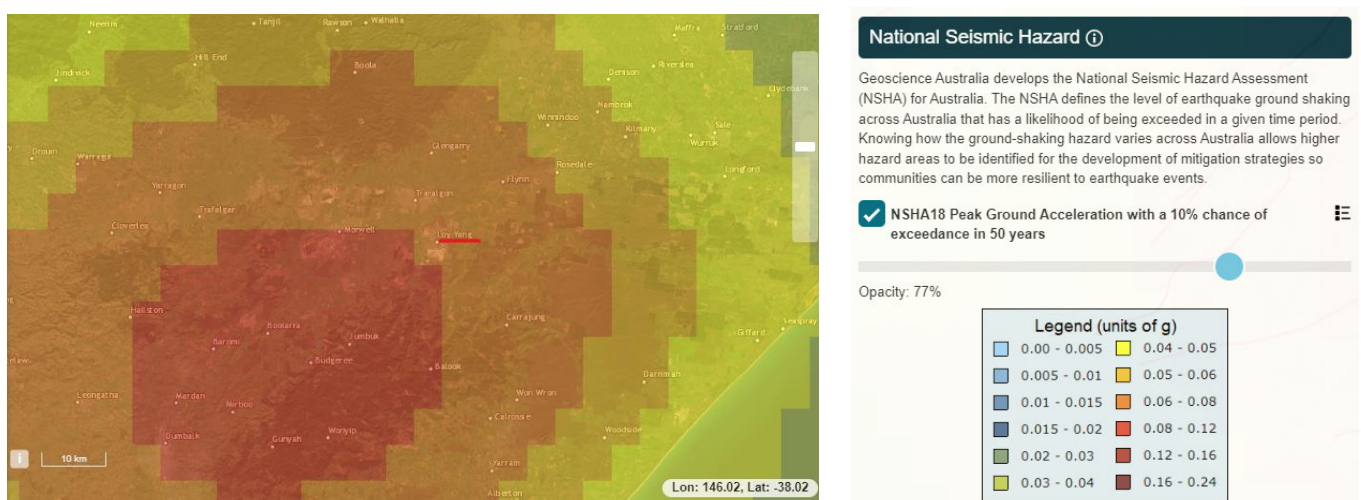 Neerim
Tanjil
Rawson
Walhalla
Maffra
Stratford
Hill End
Boola
Jindivick
Denison
Riverslea
Clydebank
Nambrok
Winnindoo
Kilmany
Sale
Wurruk
Drouin
Warragul
Glengarry
Rosedale
Longford
Yarragon
Flynn
Traralgon
Trafalgar
Cloverlea
Morwell
Loy Yang
Hallston
Boolarra
Carrajung
Seaspray
Baromi
Jumbuk
Giffard
Budgeree
Balook
Darriman
Leongatha
Mardan
Mirboo
Won Wron
Calrossie
Dumbalk
Gunyah
Wonyip
Woodside
Yarram
Alberton
i
10 km
Lon: 146.02, Lat: -38.02
National Seismic Hazard
Geoscience Australia develops the National Seismic Hazard Assessment
(NSHA) for Australia. The NSHA defines the level of earthquake ground shaking
across Australia that has a likelihood of being exceeded in a given time period.
Knowing how the ground-shaking hazard varies across Australia allows higher
hazard areas to be identified for the development of mitigation strategies so
communities can be more resilient to earthquake events.
NSHA18 Peak Ground Acceleration with a 10% chance of
exceedance in 50 years
Opacity: 77%
Legend (units of g)
0.00 - 0.005 0.04 - 0.05
0.005 - 0.01 0.05 - 0.06
0.01 - 0.015 0.06 - 0.08
0.015 - 0.02 0.08 - 0.12
0.02 - 0.03 0.12 - 0.16
0.03 - 0.04 0.16 - 0.24